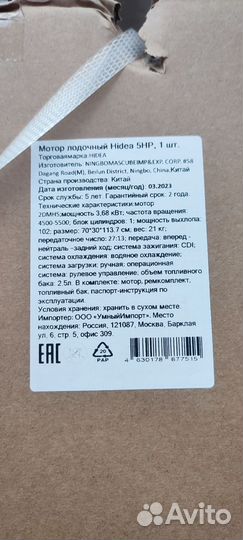 Мотор лодочный Hidea 5HP, 1 шт.
Торговаямарка HIDEA
Изготовитель: NINGBOMASCUBEIMP&EXP, CORP. #58
Dagang Road(M), Beilun District, Ningbo, China,Китай
Страна производства: Китай
Дата изготовления (месяц/год) 03.2023
Срок службы: 5 лет Гарантийный срок: 2 года
Технические характеристики:мотор
20MHS:мощность 3,68 кВт; частота вращения:
4500-5500; блок цилиндров: 1; мощность выхлопа:
102; размер: 70*30*113.7 см; вес: 21 кг;
передаточное число: 27:13; передача: вперед -
нейтраль -задний ход; система зажигания: CDI;
система охлаждения: водяное охлаждение;
система загрузки: ручная; операционная
система: рулевое управление, объем топливного
бака: 2.5л. В комплекте: мотор, ремкомплект,
топливный бак. паспорт-инструкция по
эксплуатации.
Условия хранения: хранить в сухом месте.
Импортер: ООО «"УмныйИмпорт». Место
нахождения: Россия, 121087, Москва, Барклая
ул. 6, стр. 5, офис 309.
EAC
20
PAP
4 630178 877515
Avito